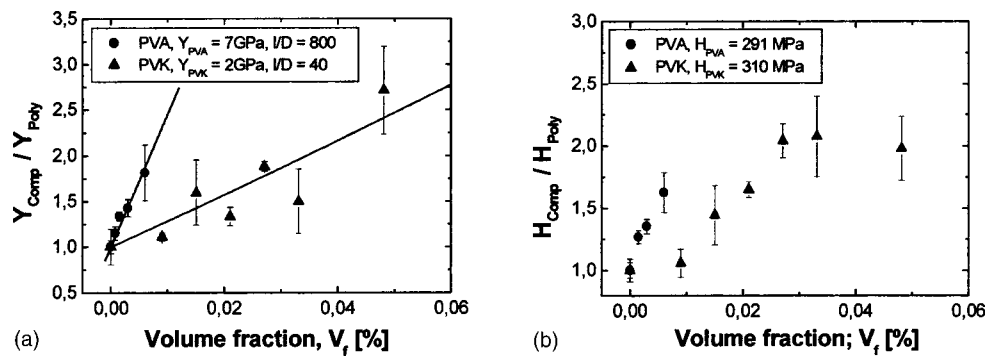 PVA, Y_PVA = 7GPa, I/D = 800
PVK, Y_PVK = 2GPa, I/D = 40
Y_Comp / Y_Poly
3,5
3,0
2,5
2,0
1,5
1,0
0,5
0,00 0,02 0,04 0,06
(a)
Volume fraction, V_f [%]
PVA, H_PVA = 291 MPa
PVK, H_PVK = 310 MPa
H_Comp / H_Poly
3,0
2,5
2,0
1,5
1,0
0,00 0,02 0,04 0,06
(b)
Volume fraction; V_f [%]